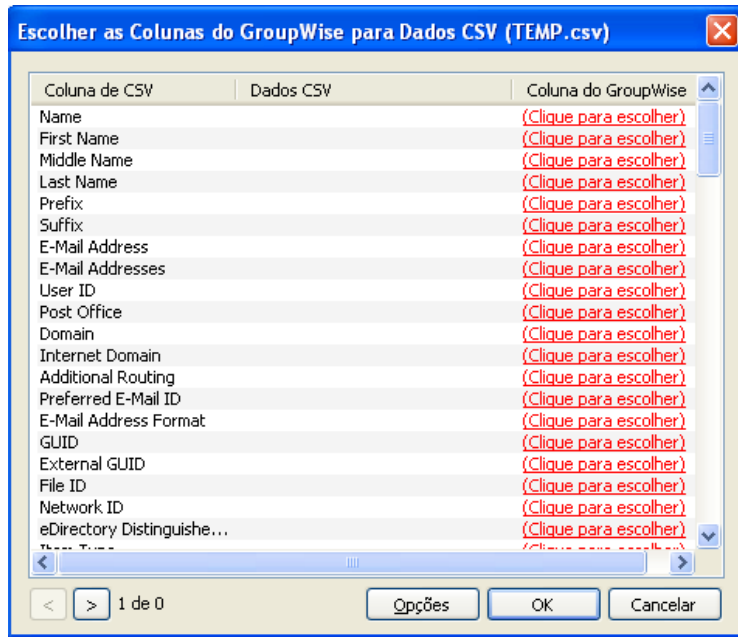 Escolher as Colunas do GroupWise para Dados CSV (TEMP.csv)
Coluna de CSV Dados CSV Coluna do GroupWise
Name (Clique para escolher)
First Name (Clique para escolher)
Middle Name (Clique para escolher)
Last Name (Clique para escolher)
Prefix (Clique para escolher)
Suffix (Clique para escolher)
E-Mail Address (Clique para escolher)
E-Mail Addresses (Clique para escolher)
User ID (Clique para escolher)
Post Office (Clique para escolher)
Domain (Clique para escolher)
Internet Domain (Clique para escolher)
Additional Routing (Clique para escolher)
Preferred E-Mail ID (Clique para escolher)
E-Mail Address Format (Clique para escolher)
GUID (Clique para escolher)
External GUID (Clique para escolher)
File ID (Clique para escolher)
Network ID (Clique para escolher)
eDirectory Distinguishe... (Clique para escolher)
< > 1 de 0 Opções OK Cancelar